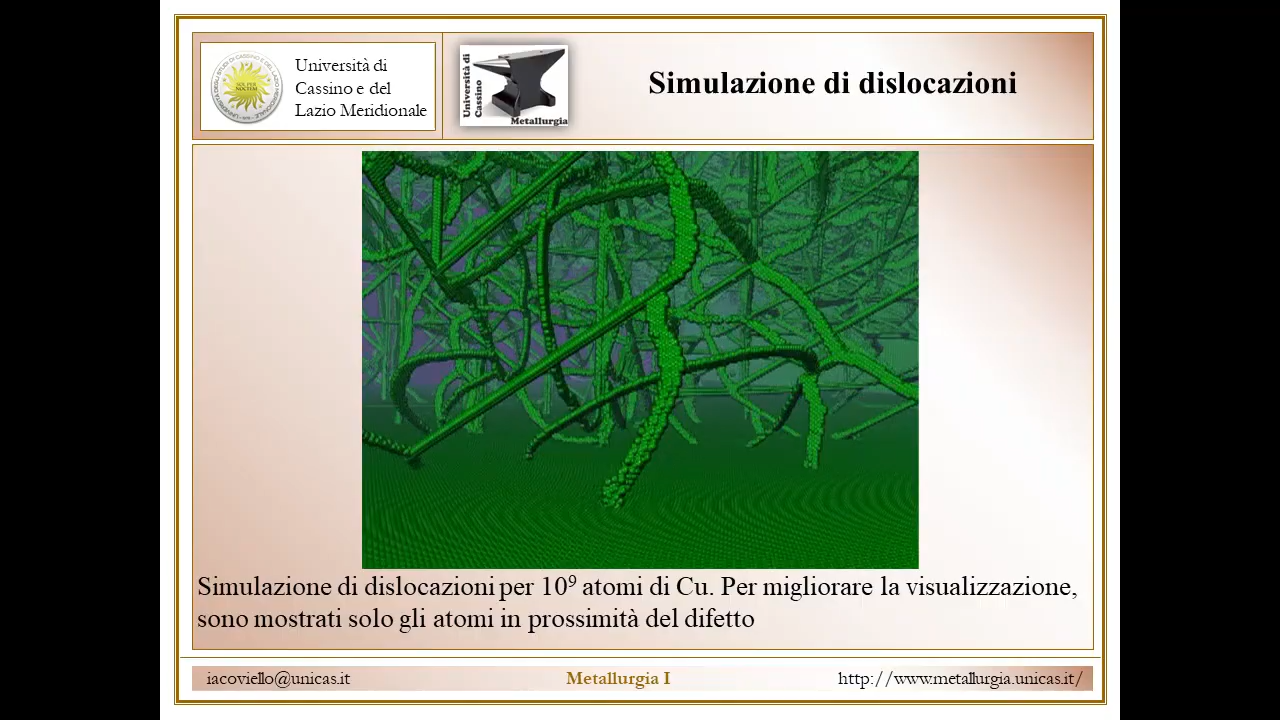 Università di
Cassino e del
Lazio Meridionale
Università di
Cassino
Metallurgia
Simulazione di dislocazioni
Simulazione di dislocazioni per 10⁹ atomi di Cu. Per migliorare la visualizzazione,
sono mostrati solo gli atomi in prossimità del difetto
iacoviello@unicas.it
Metallurgia I
http://www.metallurgia.unicas.it/